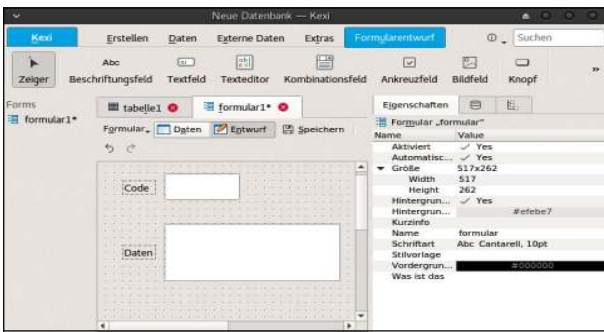 Neue Datenbank — Kexi
Kexi Erstellen Daten Externe Daten Extras Formularentwurf Suchen
Abc
Zeiger Beschriftungsfeld Textfeld Texteditor Kombinationsfeld Ankreuzfeld Bildfeld Knopf »
Forms
formular1*
tabelle1 formular1*
Formular Daten Entwurf Speichern
Code
Daten
Eigenschaften
Formular „formular"
Name Value
Aktiviert Yes
Automatisc... Yes
Größe 517x262
Width 517
Height 262
Hintergrun... Yes
Hintergrun... #efebe7
Kurzinfo
Name formular
Schriftart Abc Cantarell, 10pt
Stilvorlage
Vordergrun... #000000
Was ist das